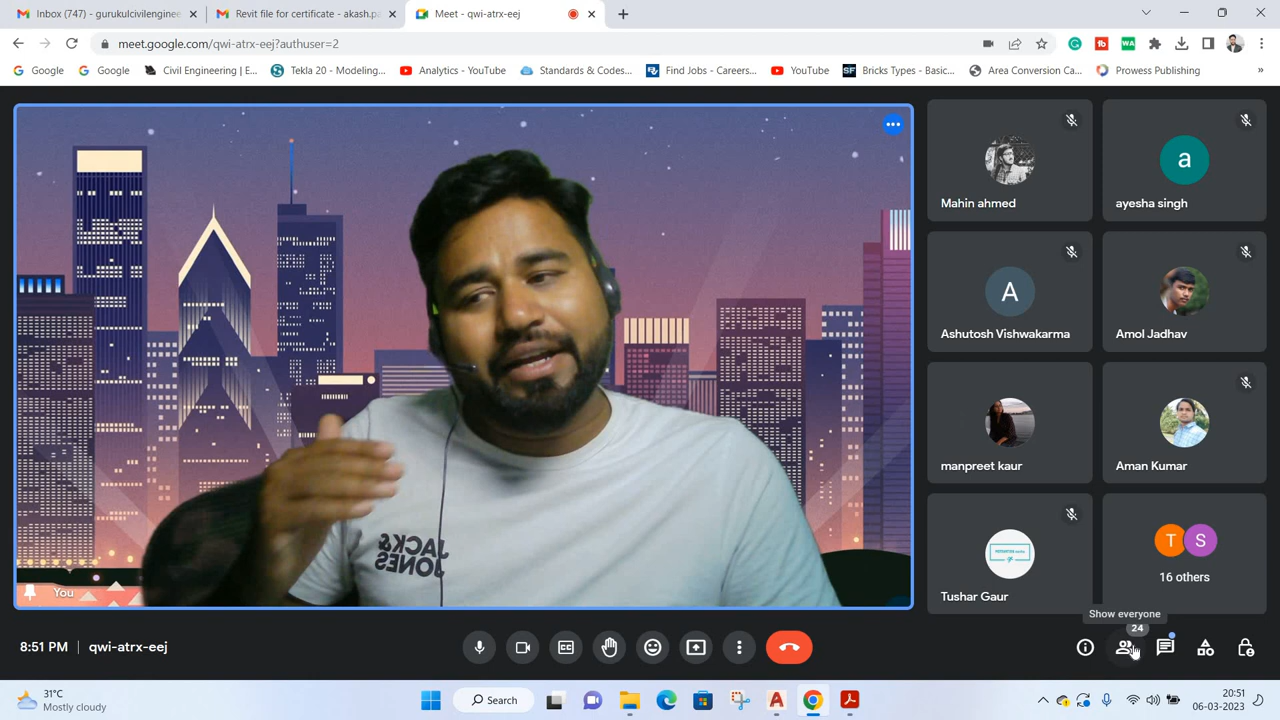 Inbox (747) - gurukulcivilenginee
Revit file for certificate - akash.pa
Meet - qwi-atrx-eej
meet.google.com/qwi-atrx-eej?authuser=2
Google
Google
Civil Engineering | E...
Tekla 20 - Modeling...
Analytics - YouTube
Standards & Codes...
Find Jobs - Careers...
YouTube
Bricks Types - Basic...
Area Conversion Ca...
Prowess Publishing
»
Mahin ahmed
a
ayesha singh
A
Ashutosh Vishwakarma
Amol Jadhav
manpreet kaur
Aman Kumar
Tushar Gaur
T S
16 others
JACK &
JONES
You
Show everyone
24
8:51 PM | qwi-atrx-eej
31°C
Mostly cloudy
Search
20:51
06-03-2023